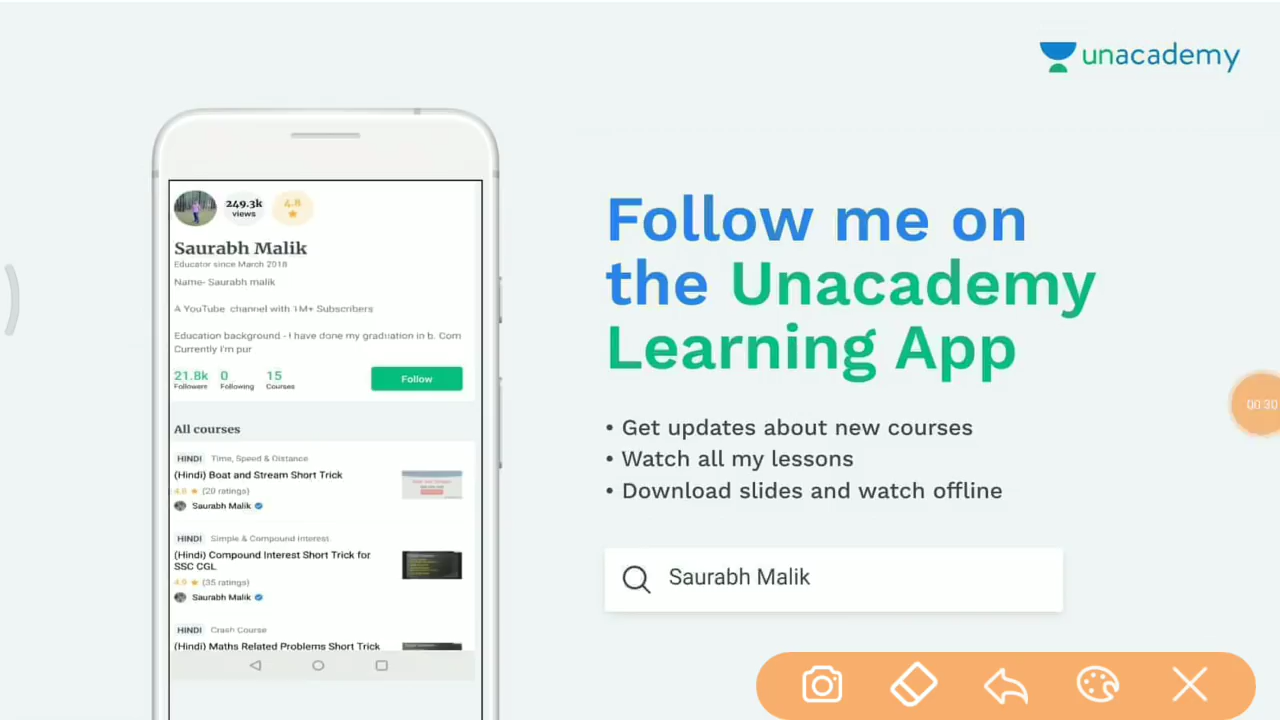 unacademy
249.3k
views
4.8
Saurabh Malik
Educator since March 2018
Name- Saurabh malik
A YouTube channel with 1M+ Subscribers
Education background - I have done my graduation in b. Com
Currently I'm pur
21.8k 0 15
Followers Following Courses
Follow
All courses
HINDI Time, Speed & Distance
(Hindi) Boat and Stream Short Trick
4.8 ★ (20 ratings)
Saurabh Malik
HINDI Simple & Compound Interest
(Hindi) Compound Interest Short Trick for
SSC CGL
4.9 ★ (35 ratings)
Saurabh Malik
HINDI Crash Course
(Hindi) Maths Related Problems Short Trick
Follow me on
the Unacademy
Learning App
• Get updates about new courses
• Watch all my lessons
• Download slides and watch offline
Saurabh Malik
00:30